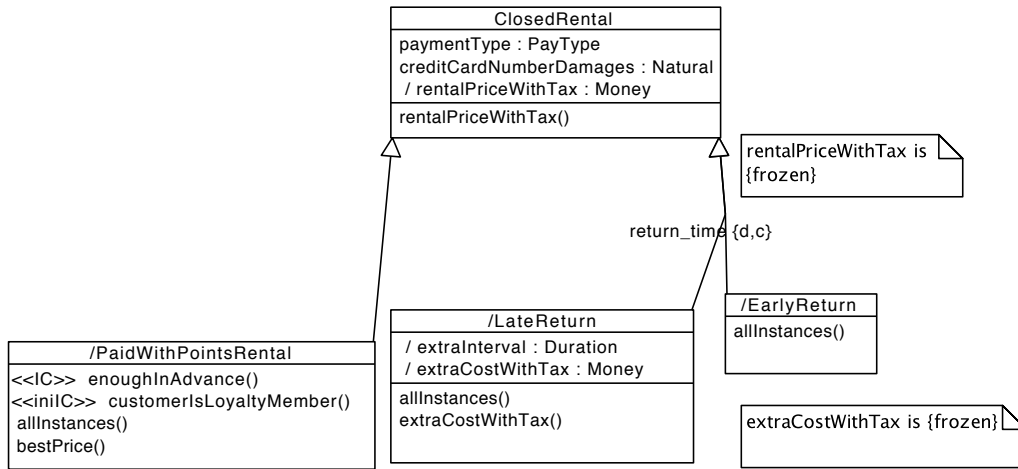 ClosedRental
paymentType : PayType
creditCardNumberDamages : Natural
/ rentalPriceWithTax : Money
rentalPriceWithTax()
rentalPriceWithTax is
{frozen}
return_time {d,c}
/PaidWithPointsRental
<<IC>> enoughInAdvance()
<<iniIC>> customerIsLoyaltyMember()
allInstances()
bestPrice()
/LateReturn
/ extraInterval : Duration
/ extraCostWithTax : Money
allInstances()
extraCostWithTax()
/EarlyReturn
allInstances()
extraCostWithTax is {frozen}